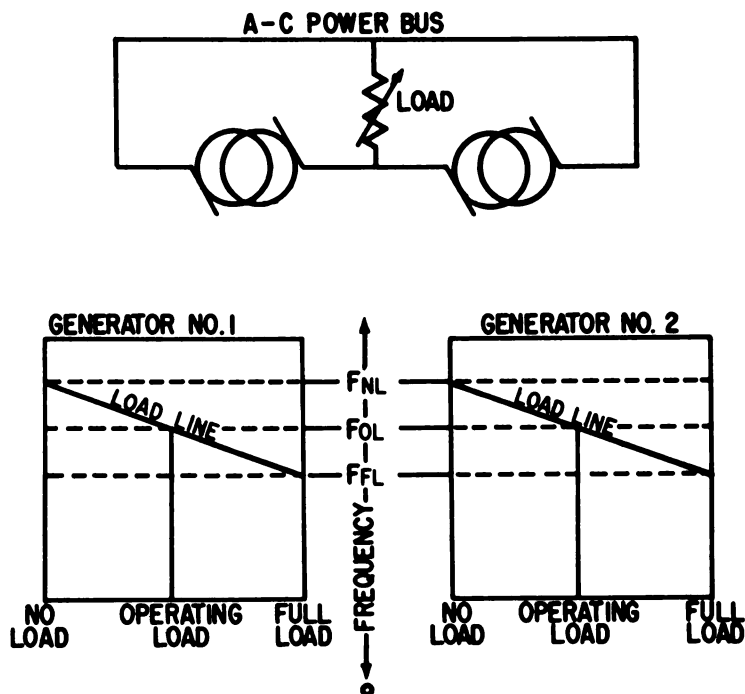 A-C POWER BUS
LOAD
GENERATOR NO. 1
LOAD LINE
NO LOAD
OPERATING LOAD
FULL LOAD
FNL
FOL
FFL
FREQUENCY
0
GENERATOR NO. 2
LOAD LINE
NO LOAD
OPERATING LOAD
FULL LOAD